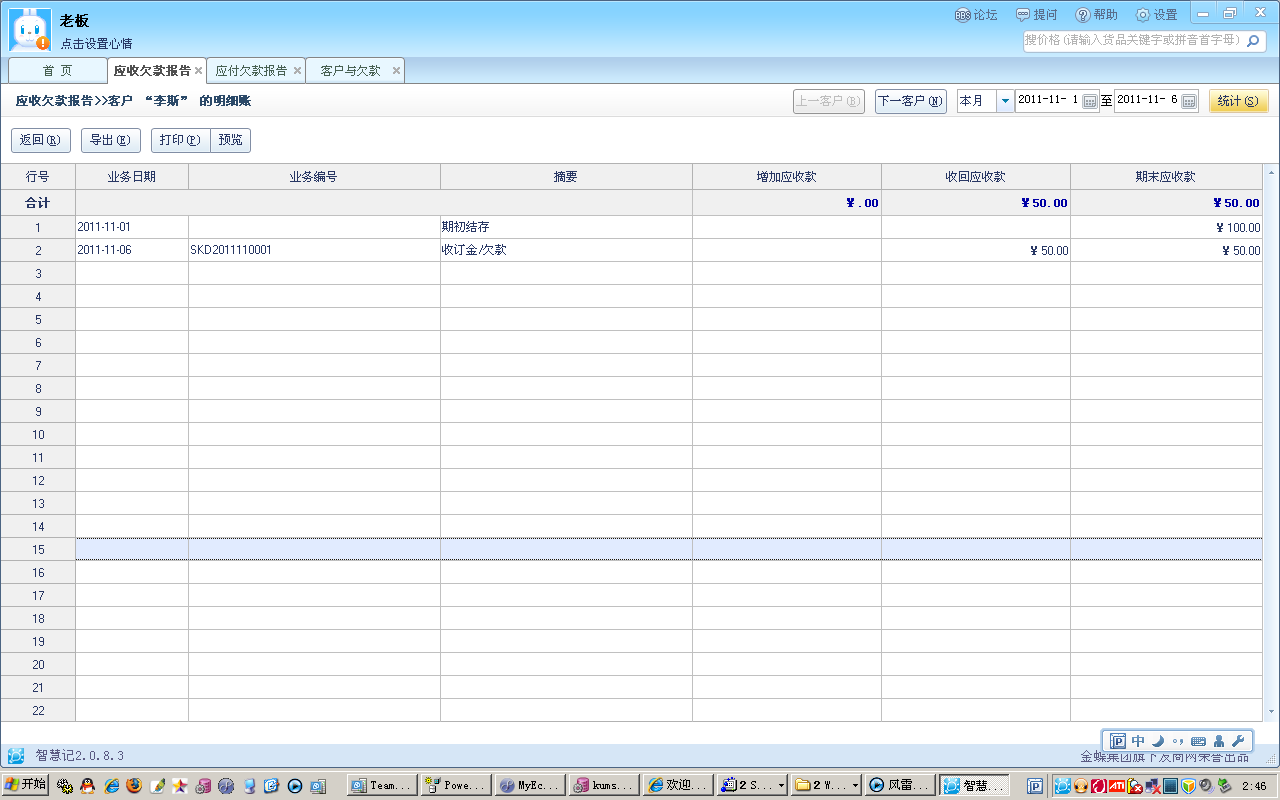 老板
BBS 论坛 提问 帮助 设置
点击设置心情
搜价格(请输入货品关键字或拼音首字母)
首 页 应收欠款报告 应付欠款报告 客户与欠款
应收欠款报告>>客户 “李斯” 的明细账
上一客户(B) 下一客户(N) 本月 2011-11- 1 至 2011-11- 6 统计(S)
返回(R) 导出(E) 打印(P) 预览
行号 业务日期 业务编号 摘要 增加应收款 收回应收款 期末应收款
合计 ¥.00 ¥50.00 ¥50.00
1 2011-11-01 期初结存 ¥100.00
2 2011-11-06 SKD2011110001 收订金/欠款 ¥50.00 ¥50.00
3
4
5
6
7
8
9
10
11
12
13
14
15
16
17
18
19
20
21
22
P 中
智慧记2.0.8.3
金蝶集团旗下友商网荣誉出品
开始 Team... Powe... MyEc... kums... 欢迎... 2 S... 2 W... 风雷... 智慧... P ATI 2:46